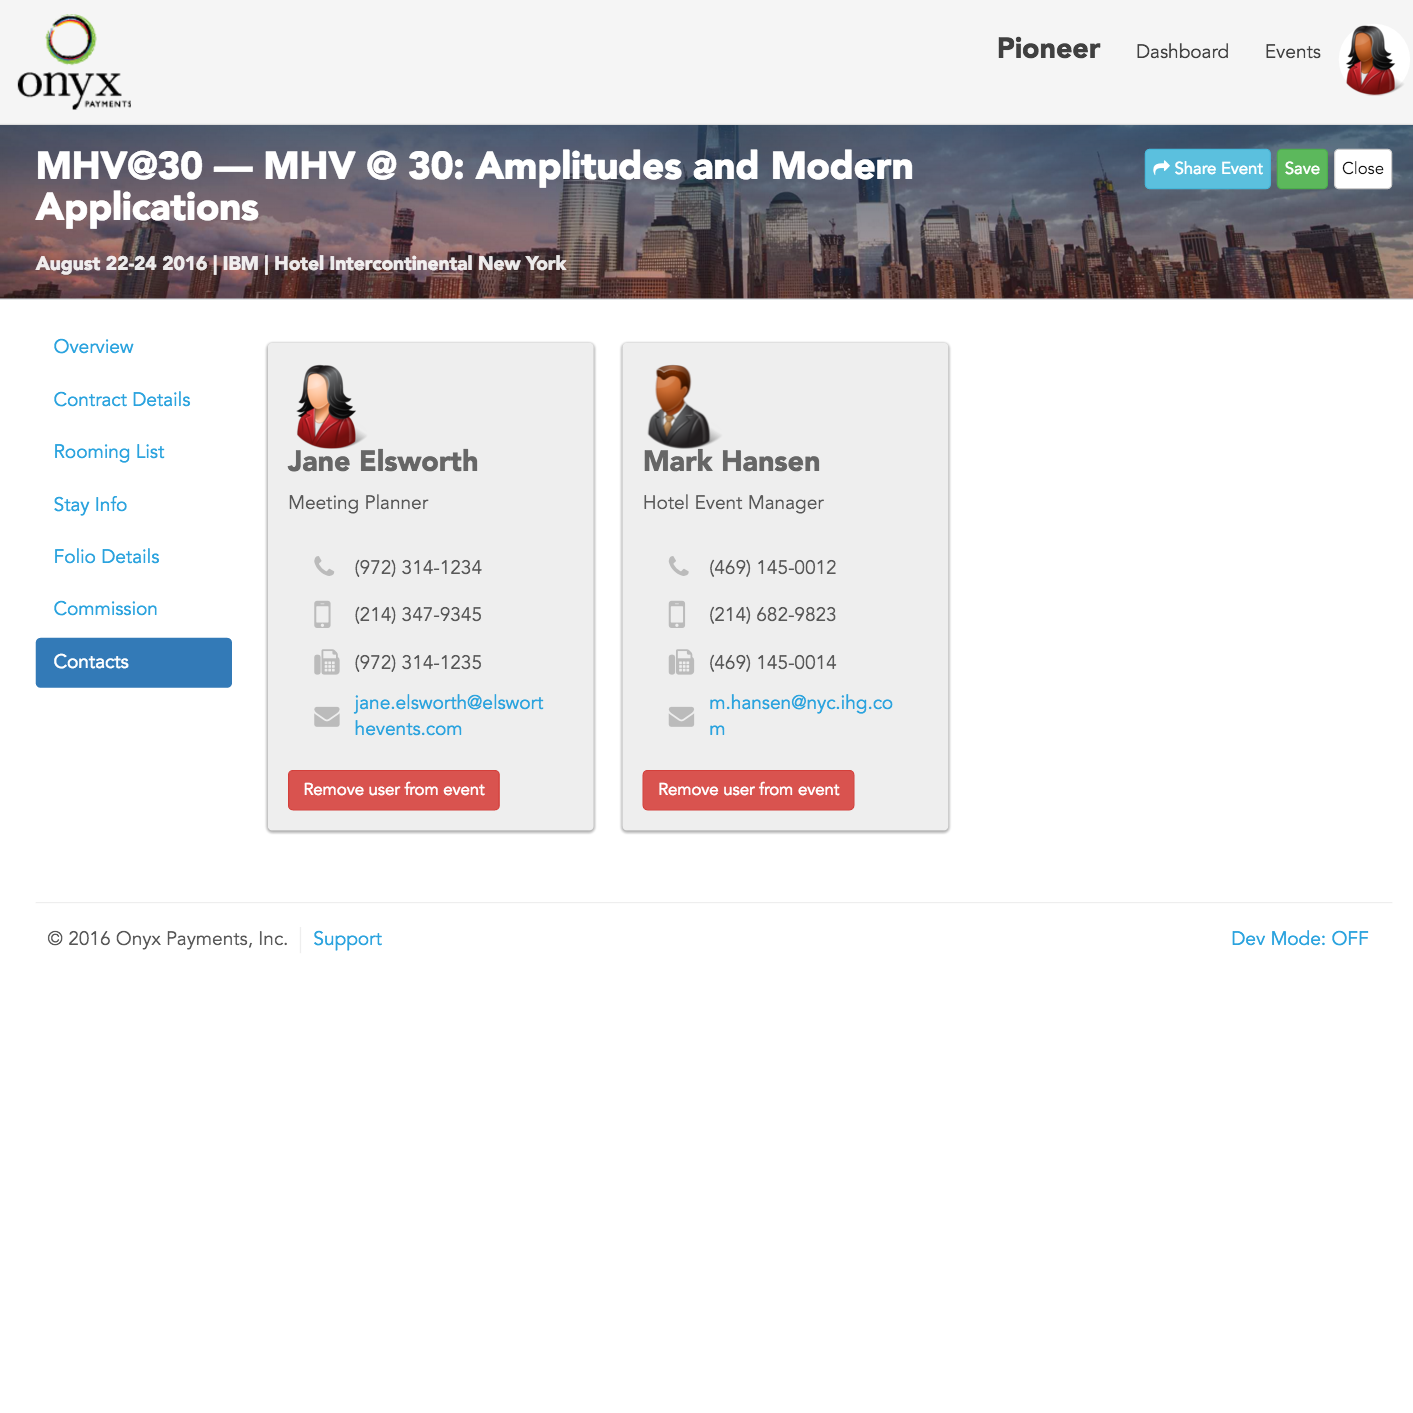 onyx
PAYMENTS
Pioneer
Dashboard
Events
MHV@30 — MHV @ 30: Amplitudes and Modern
Applications
August 22-24 2016 | IBM | Hotel Intercontinental New York
Share Event
Save
Close
Overview
Contract Details
Rooming List
Stay Info
Folio Details
Commission
Contacts
Jane Elsworth
Meeting Planner
(972) 314-1234
(214) 347-9345
(972) 314-1235
jane.elsworth@elswort
hevents.com
Remove user from event
Mark Hansen
Hotel Event Manager
(469) 145-0012
(214) 682-9823
(469) 145-0014
m.hansen@nyc.ihg.co
m
Remove user from event
© 2016 Onyx Payments, Inc.
Support
Dev Mode: OFF